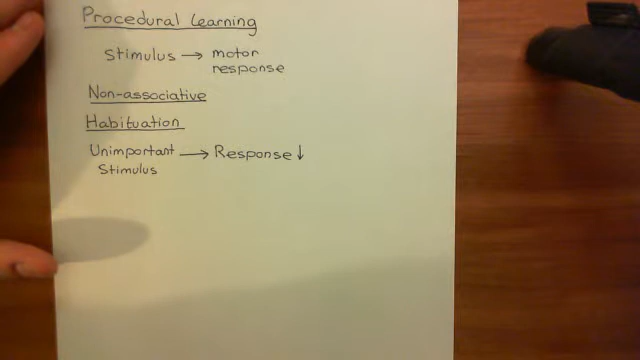 Procedural Learning
Stimulus → motor
response
Non-associative
Habituation
Unimportant → Response ↓
Stimulus